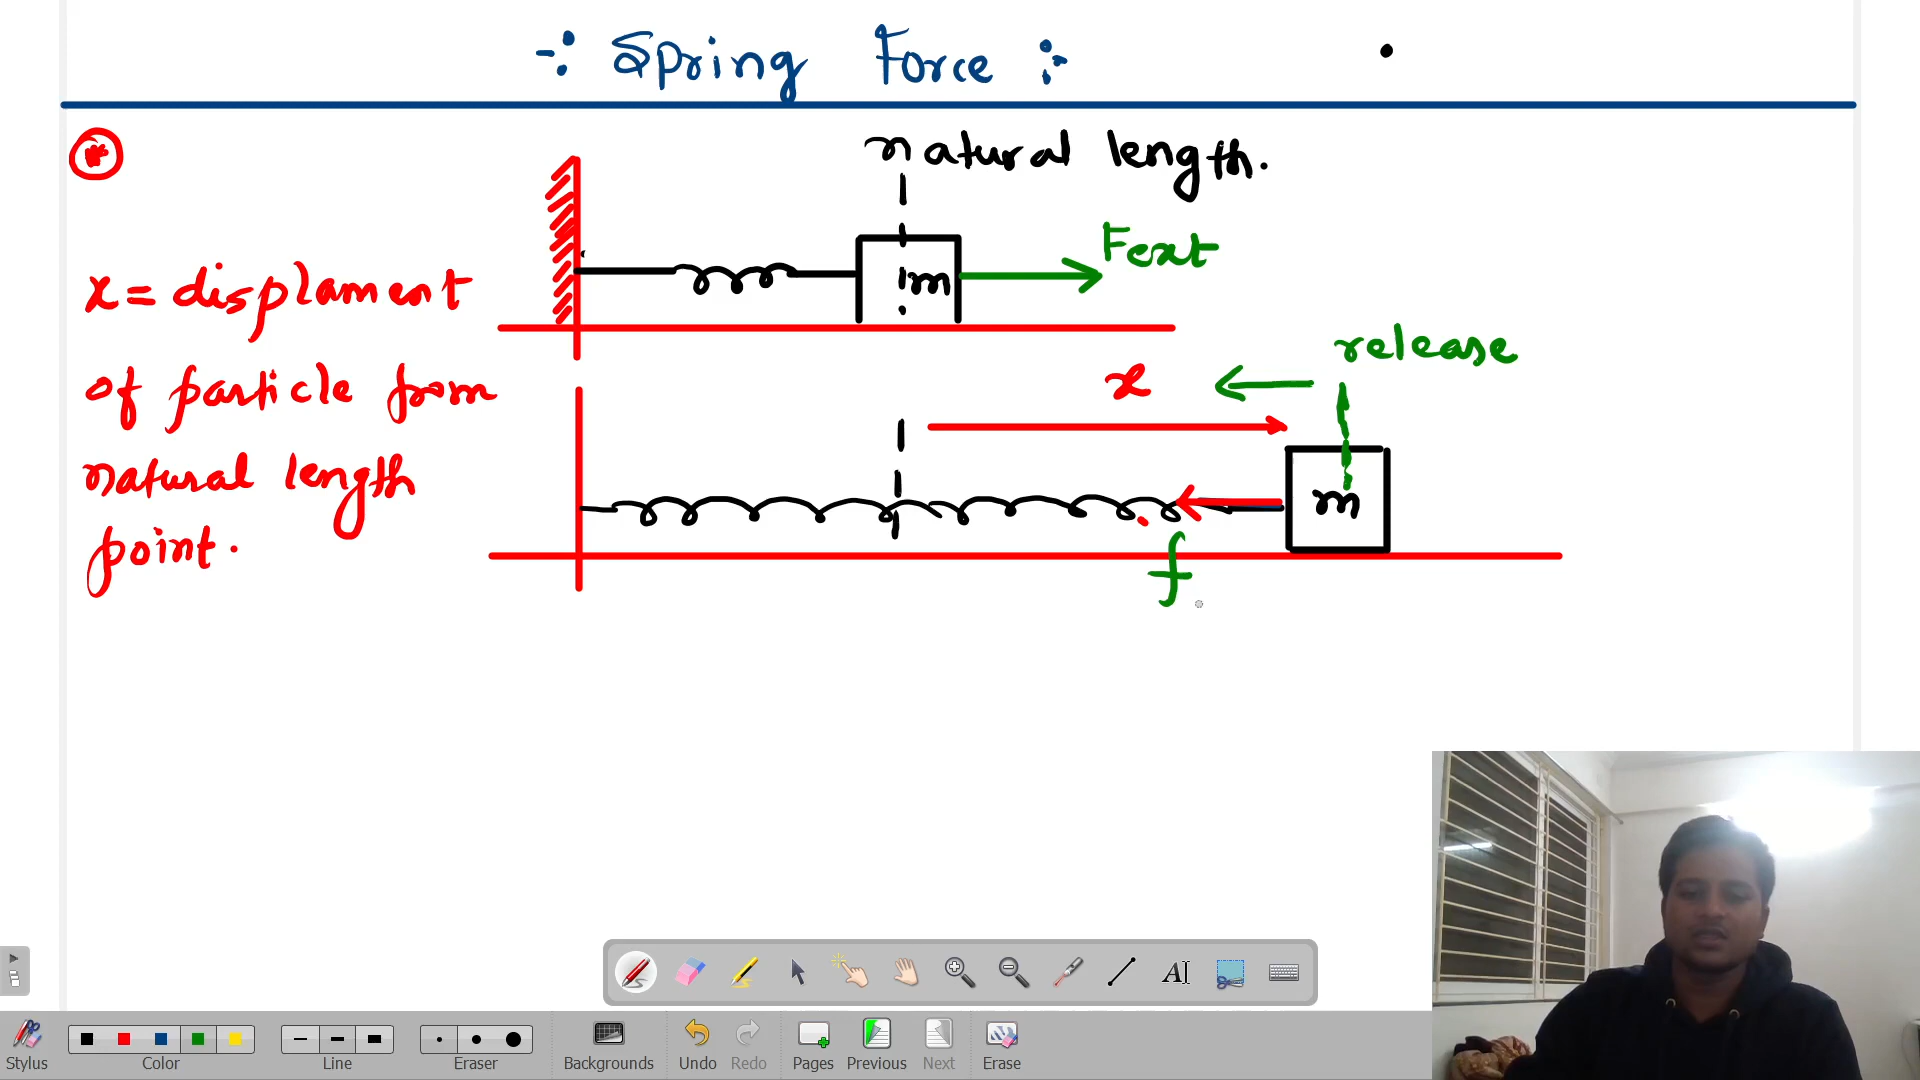 -: Spring Force :-
natural length.
m
Fext
x = displament
of particle from
natural length
point.
release
x
m
f
Stylus
Color
Line
Eraser
Backgrounds
Undo
Redo
Pages
Previous
Next
Erase